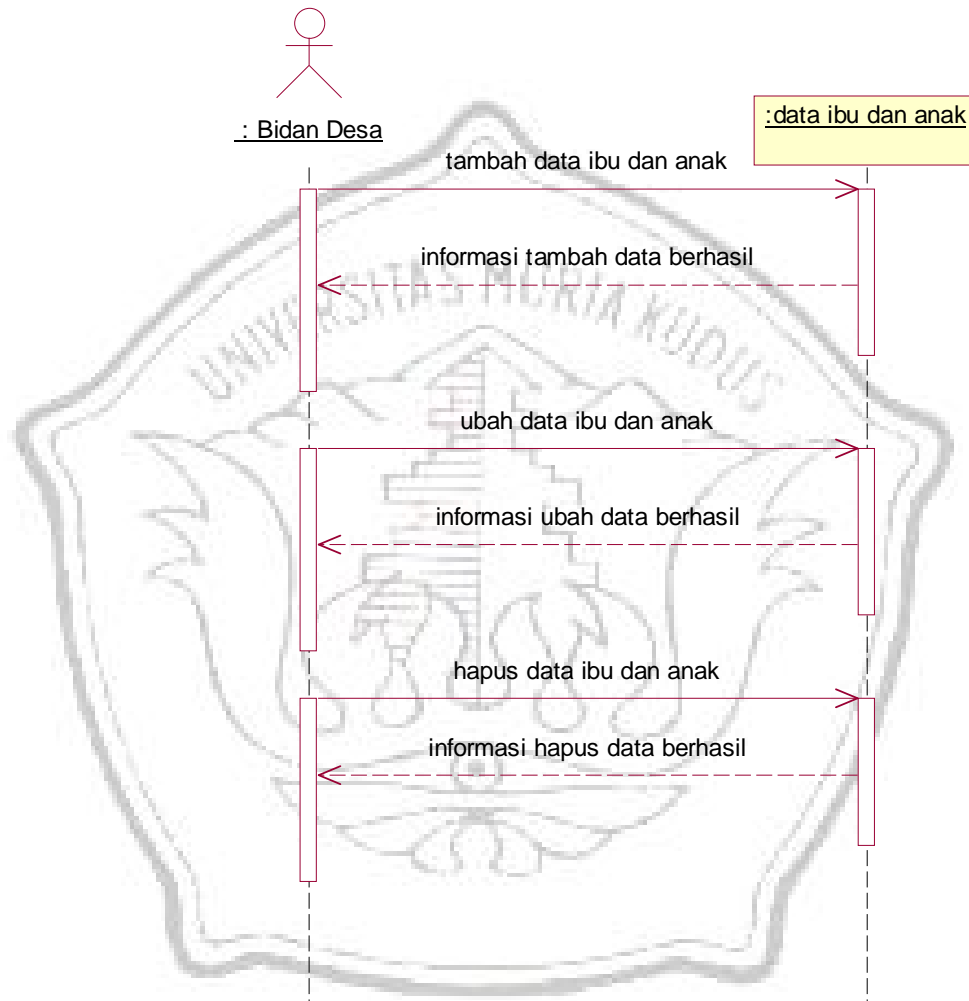 : Bidan Desa
:data ibu dan anak
tambah data ibu dan anak
informasi tambah data berhasil
UNIVERSITAS MURIA KUDUS
ubah data ibu dan anak
informasi ubah data berhasil
hapus data ibu dan anak
informasi hapus data berhasil